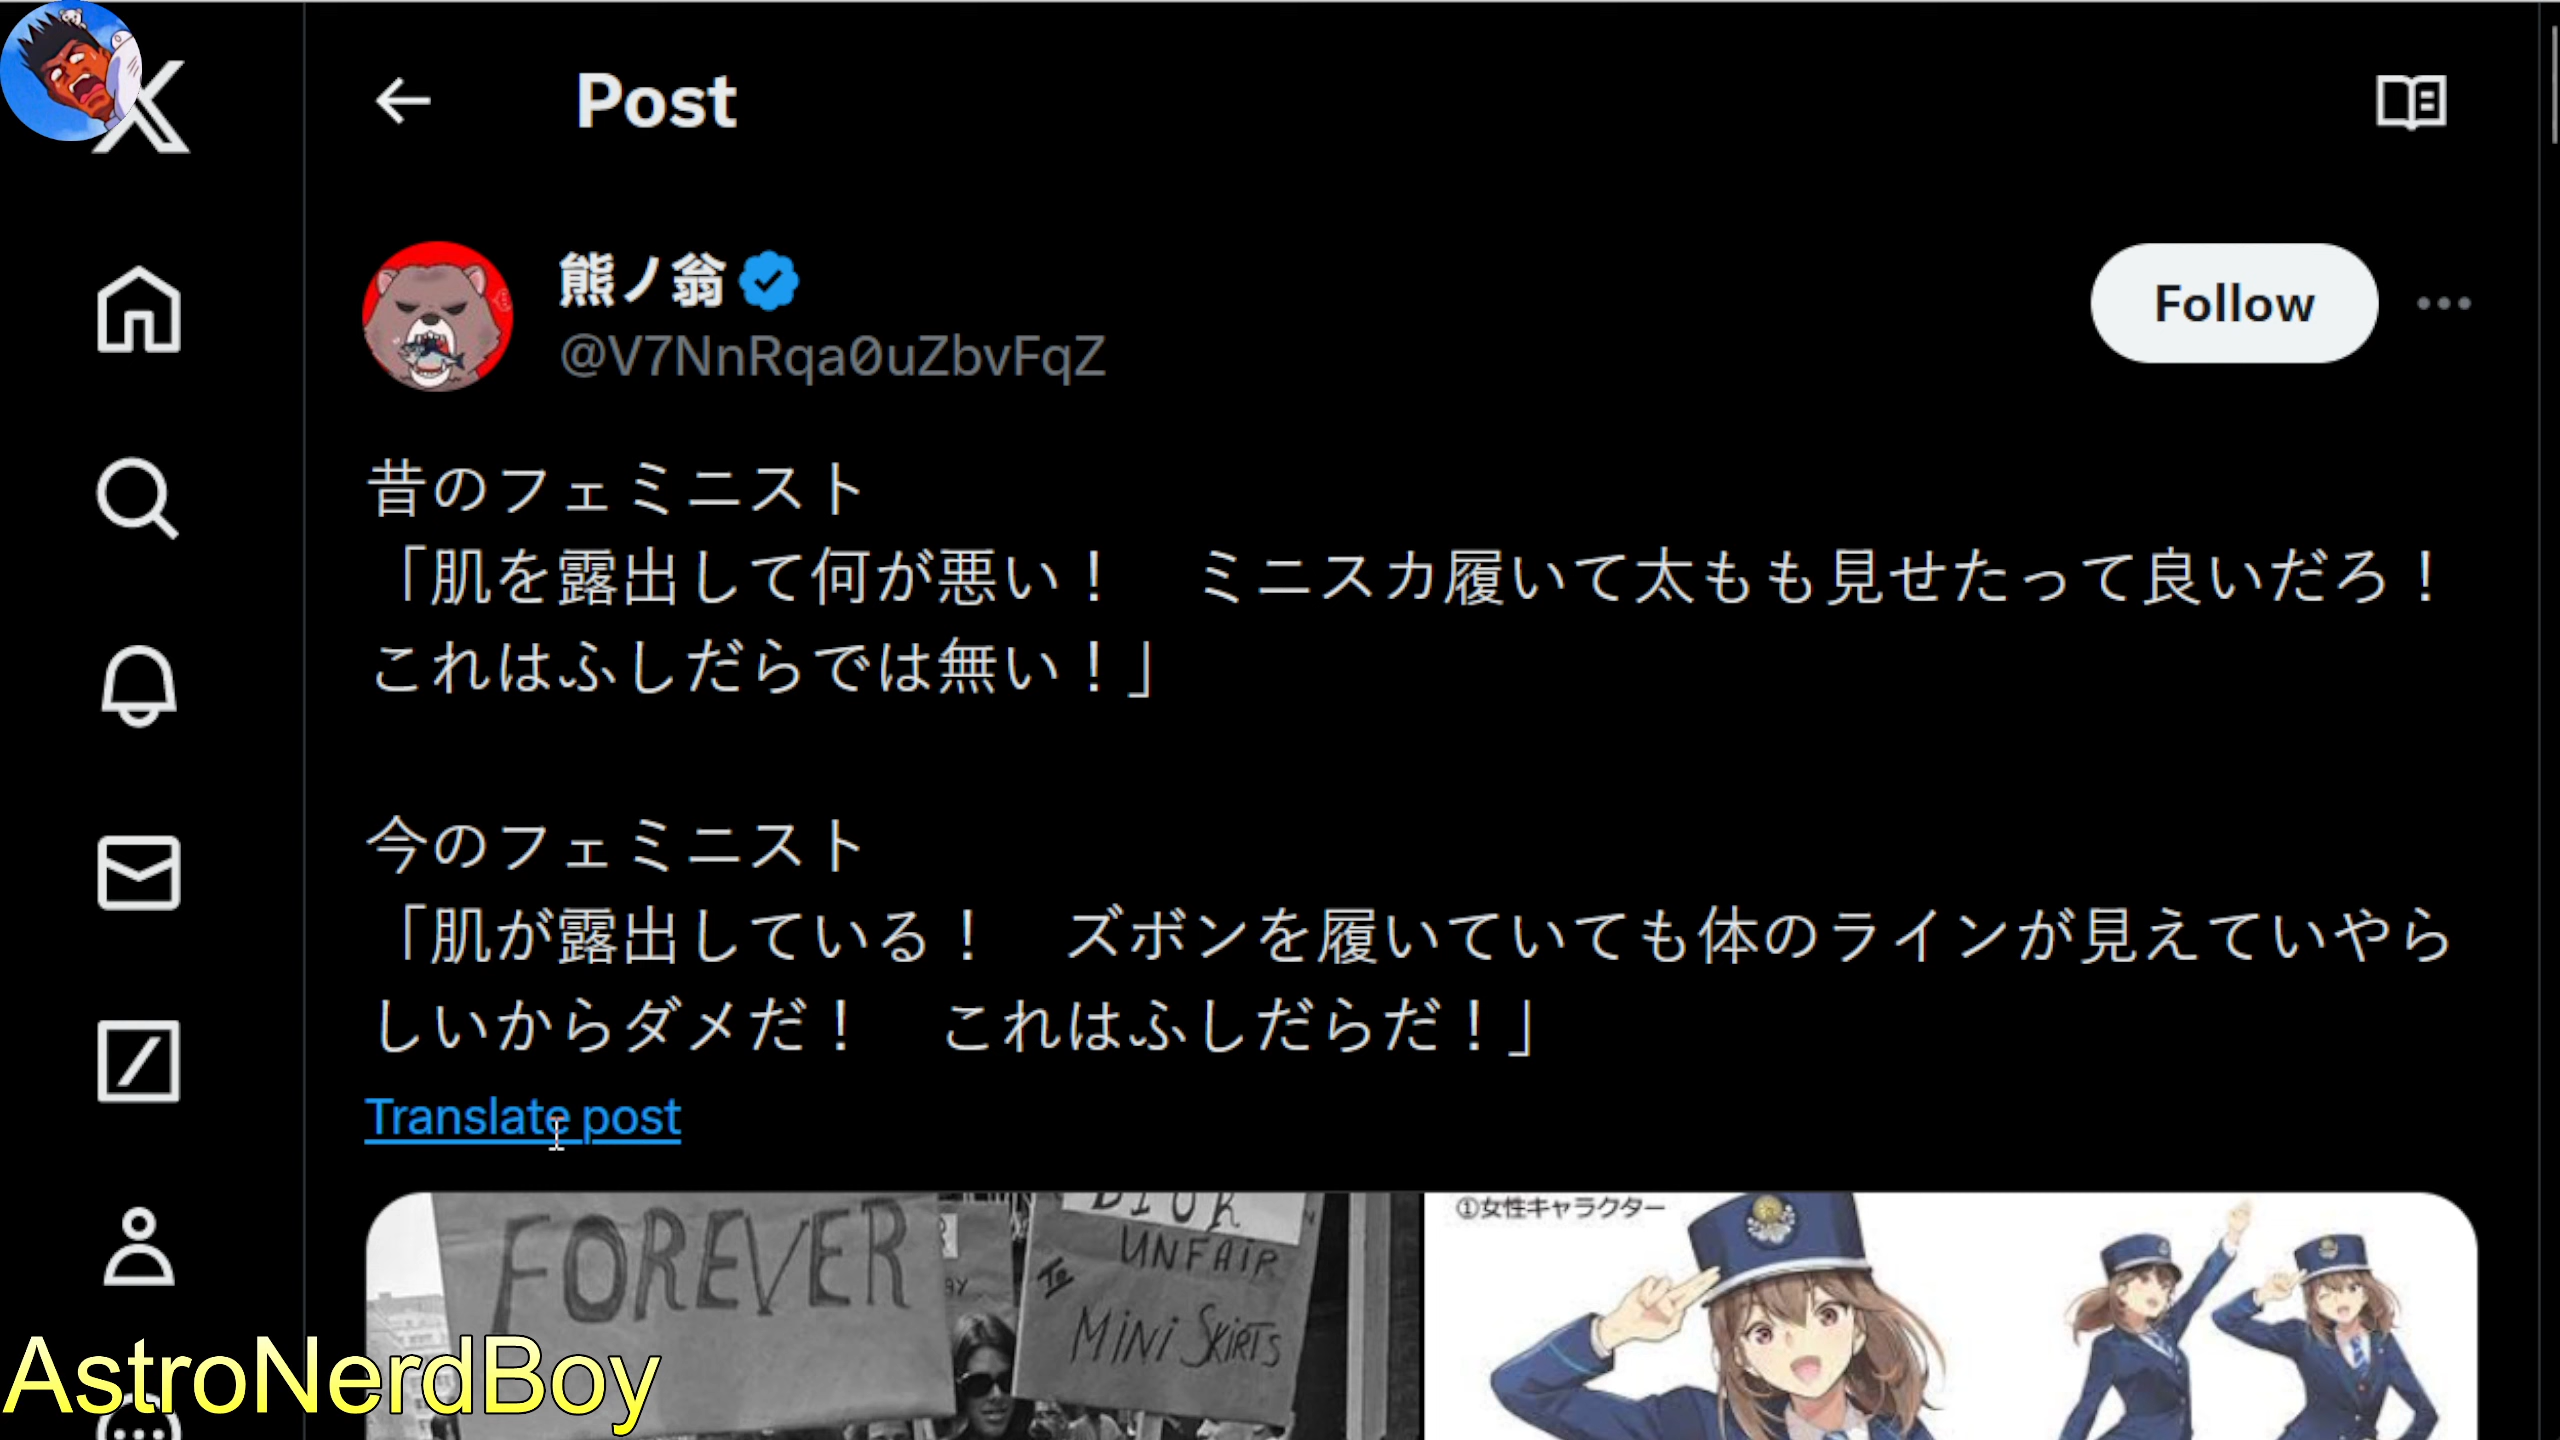 Post
熊ノ翁
@V7NnRqa0uZbvFqZ
Follow
昔のフェミニスト
「肌を露出して何が悪い！　ミニスカ履いて太もも見せたって良いだろ！
これはふしだらでは無い！」
今のフェミニスト
「肌が露出している！　ズボンを履いていても体のラインが見えていやら
しいからダメだ！　これはふしだらだ！」
Translate post
FOREVER
UNFAIR
To
MiNi SKiRTS
①女性キャラクター
AstroNerdBoy